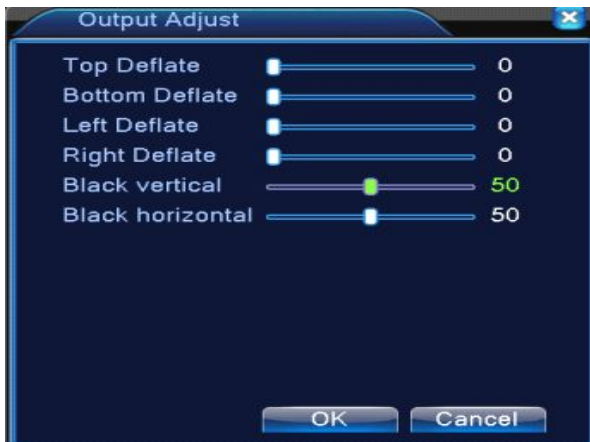 Output Adjust
Top Deflate 0
Bottom Deflate 0
Left Deflate 0
Right Deflate 0
Black vertical 50
Black horizontal 50
OK Cancel